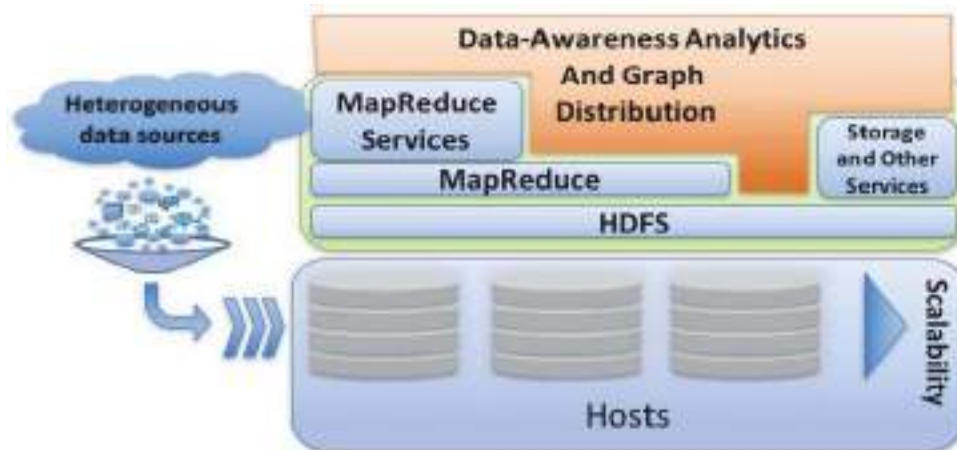 Data-Awareness Analytics
And Graph
Distribution
Heterogeneous
data sources
MapReduce
Services
Storage
and Other
Services
MapReduce
HDFS
Scalability
Hosts